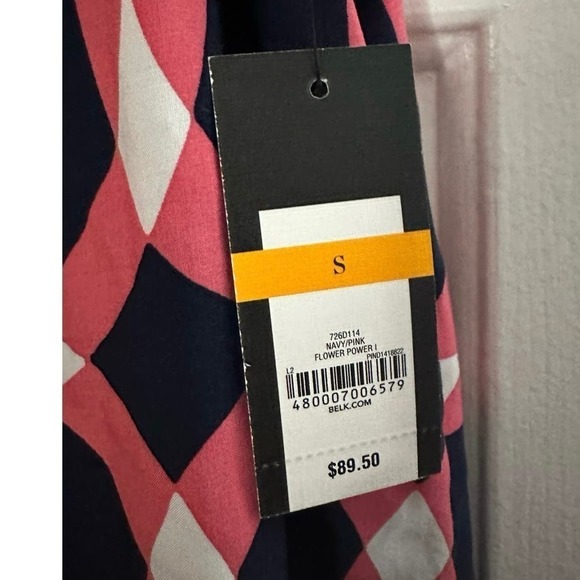 S
726D114
NAVY/PINK
FLOWER POWER I
L2 PIND1418822
480007006579
BELK.COM
$89.50